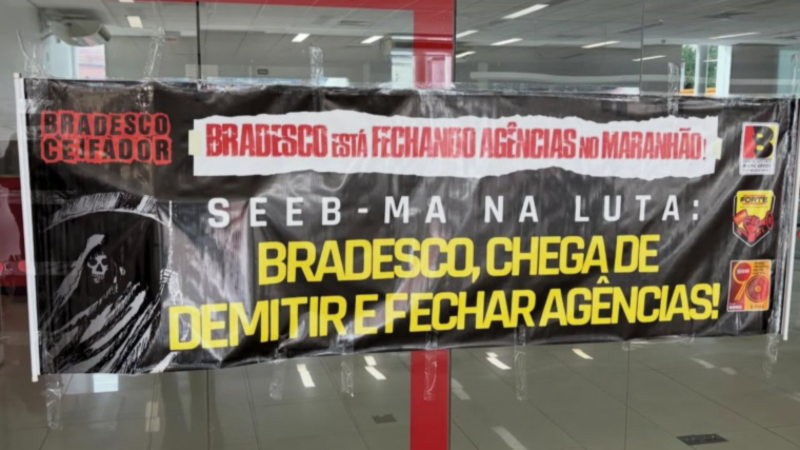 BRADESCO
CEIFADOR
BRADESCO ESTÁ FECHANDO AGÊNCIAS NO MARANHÃO!
SEEB-MA NA LUTA:
BRADESCO, CHEGA DE
DEMITIR E FECHAR AGÊNCIAS!
FORTE
90